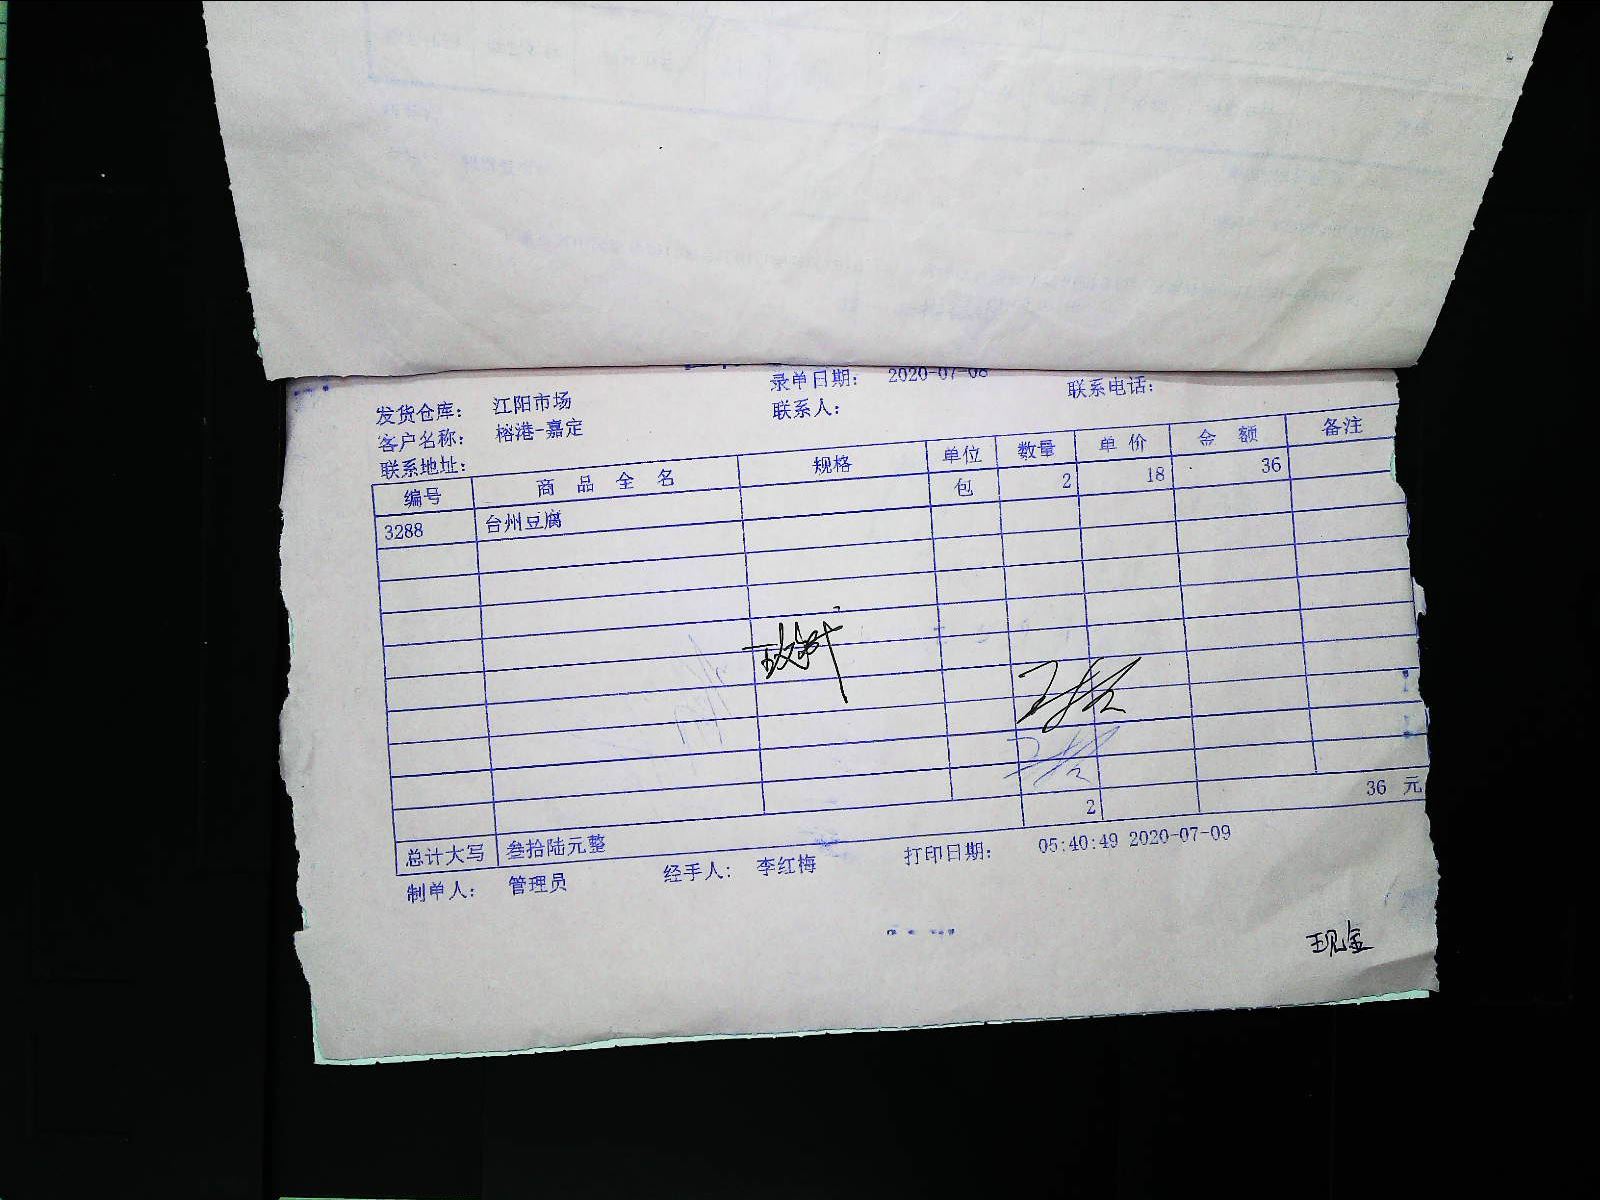 录单日期： 2020-07-08
发货仓库： 江阳市场 联系人： 联系电话：
客户名称： 榕港-嘉定
联系地址：
编号 商品全名 规格 单位 数量 单价 金额 备注
3288 台州豆腐 包 2 18 36
2 36 元
总计大写 叁拾陆元整
制单人： 管理员 经手人： 李红梅 打印日期： 05:40:49 2020-07-09
现金